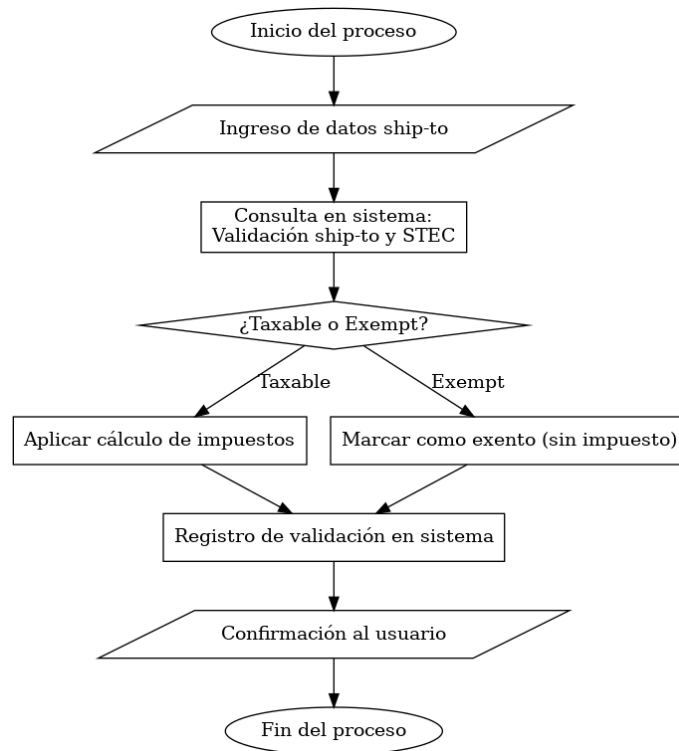 Inicio del proceso
Ingreso de datos ship-to
Consulta en sistema:
Validación ship-to y STEC
¿Taxable o Exempt?
Taxable
Exempt
Aplicar cálculo de impuestos
Marcar como exento (sin impuesto)
Registro de validación en sistema
Confirmación al usuario
Fin del proceso